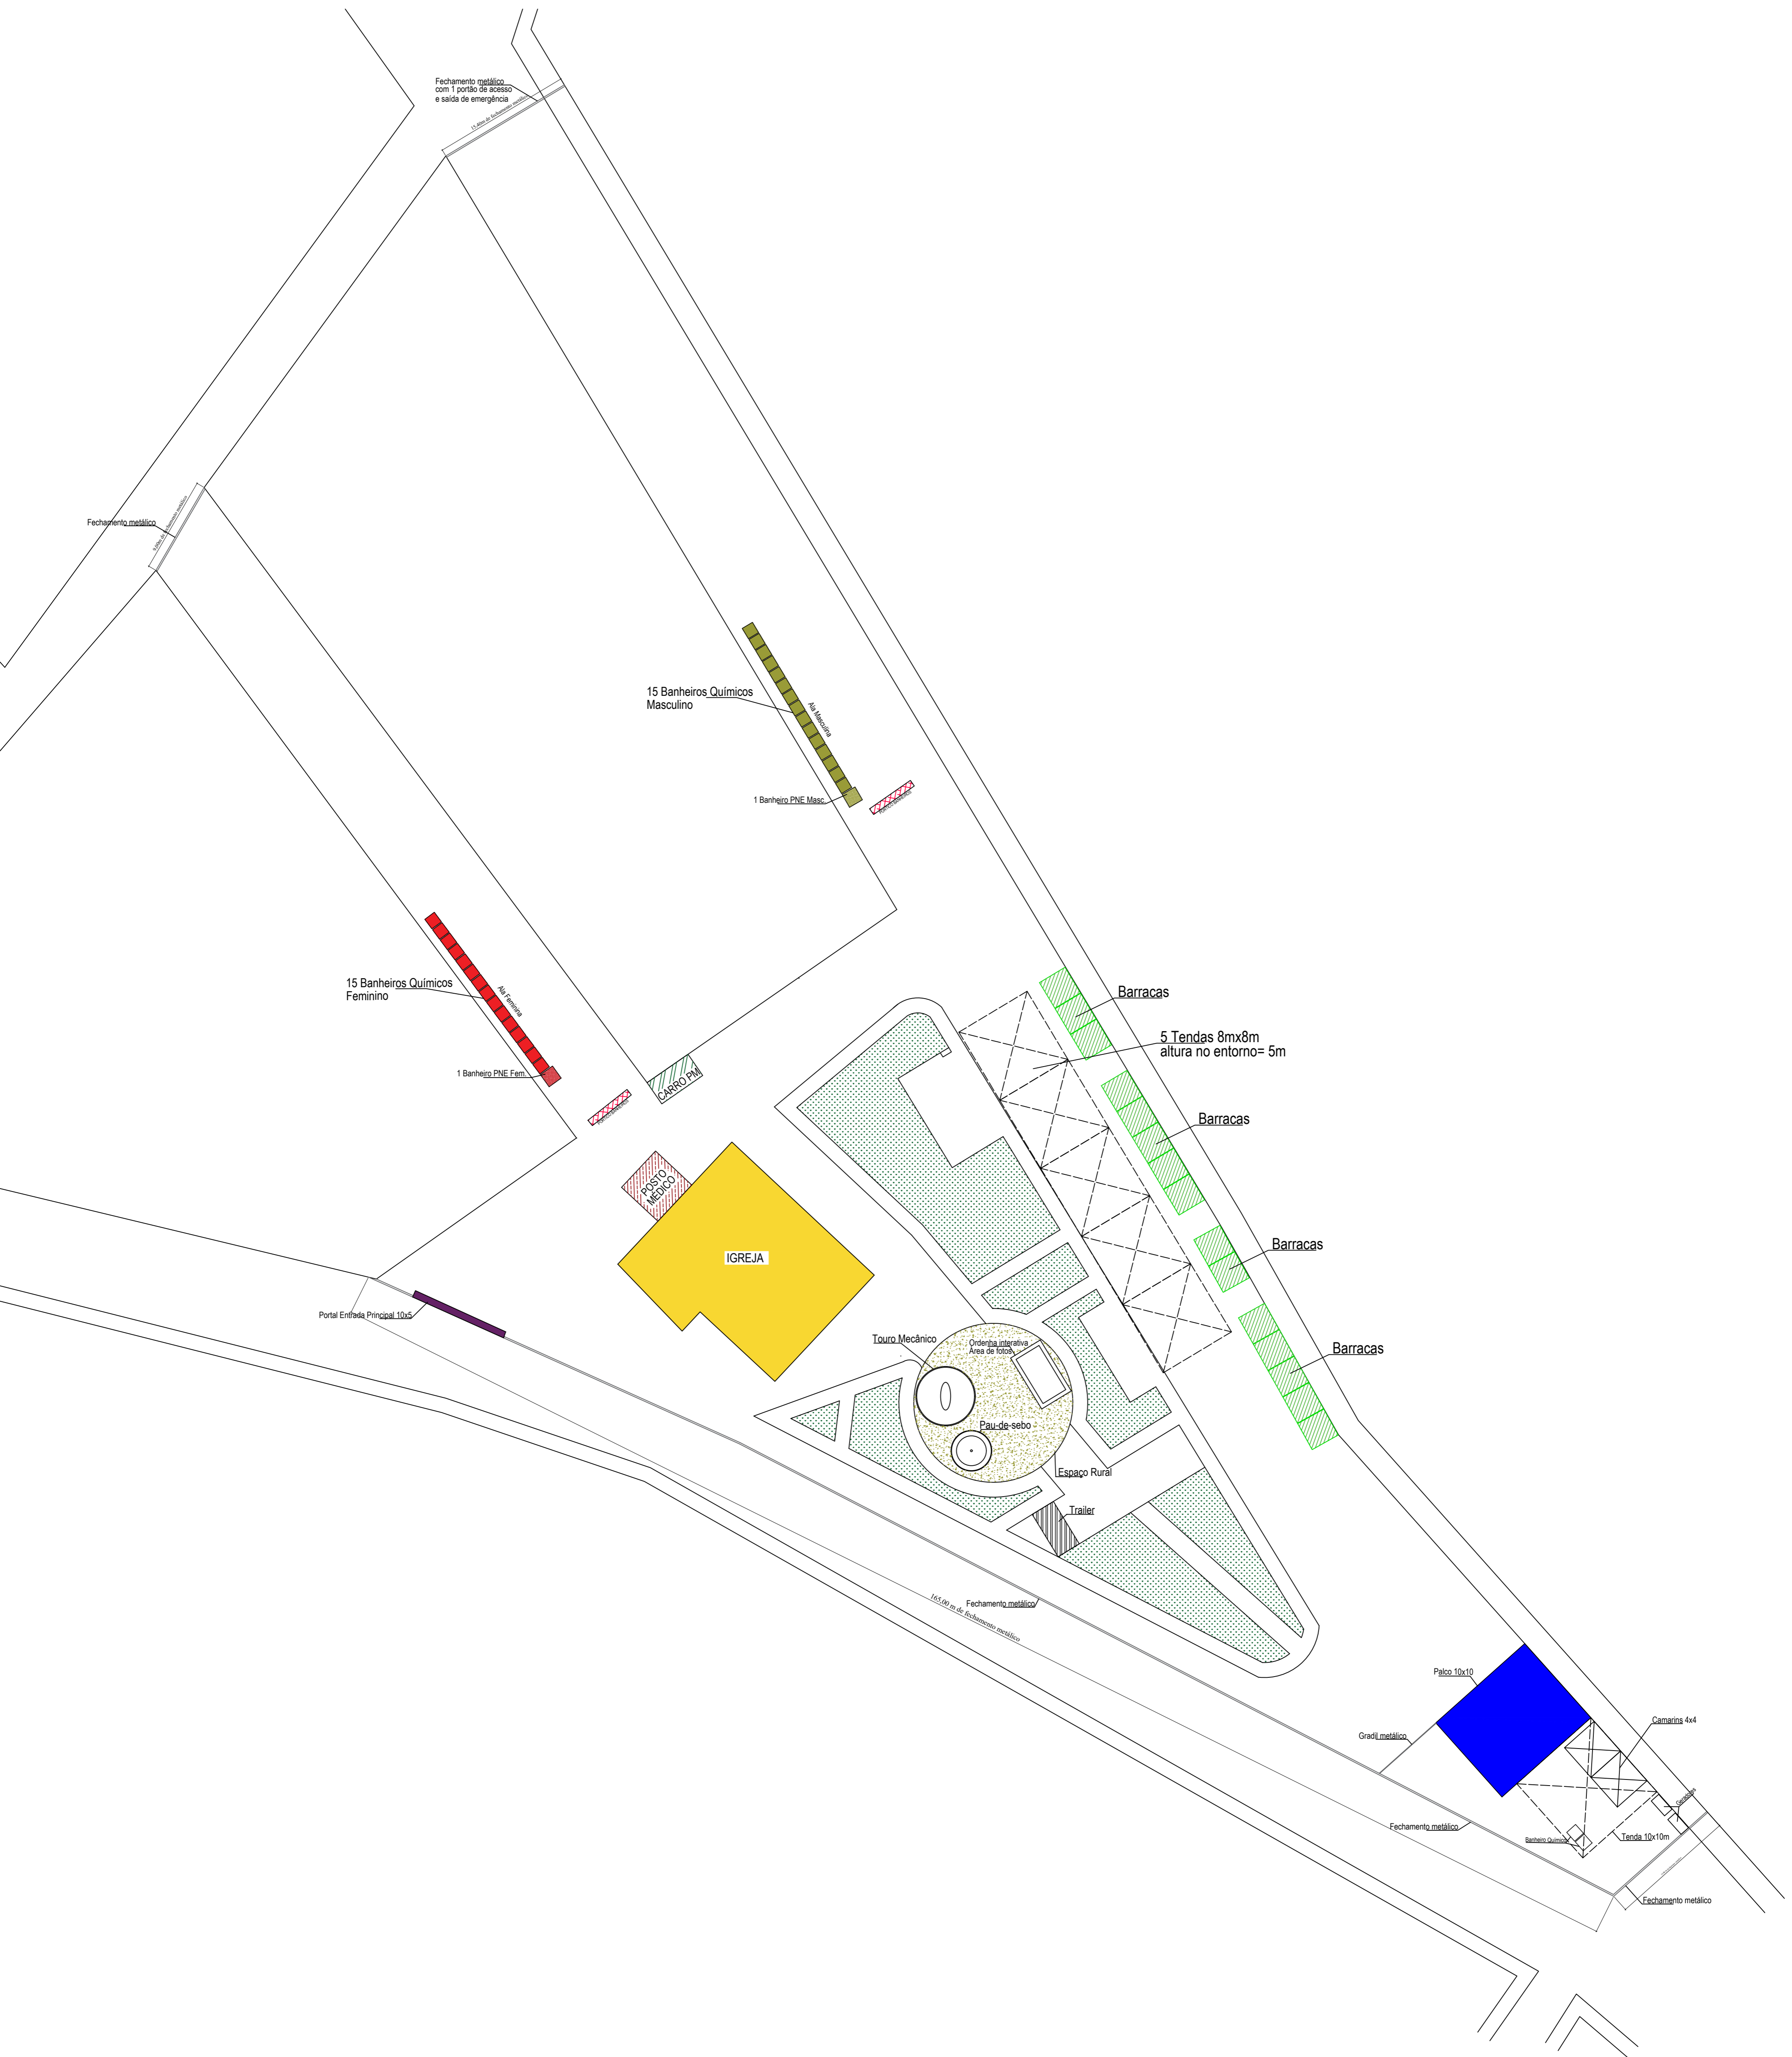 Fechamento metálico
com 1 portão de acesso
e saída de emergência
Fechamento metálico
15 Banheiros Químicos
Masculino
Ala Masculina
1 Banheiro PNE Masc.
15 Banheiros Químicos
Feminino
Ala Feminina
1 Banheiro PNE Fem.
CARRO PM
POSTO
MÉDICO
IGREJA
Barracas
5 Tendas 8mx8m
altura no entorno= 5m
Barracas
Barracas
Barracas
Portal Entrada Principal 10x5
Touro Mecânico
Ordenha interativa
Área de fotos
Pau-de-sebo
Espaço Rural
Trailer
Fechamento metálico
165,00 m de fechamento metálico
Palco 10x10
Gradil metálico
Camarins 4x4
Geradores
Fechamento metálico
Banheiro Químico
Tenda 10x10m
Fechamento metálico